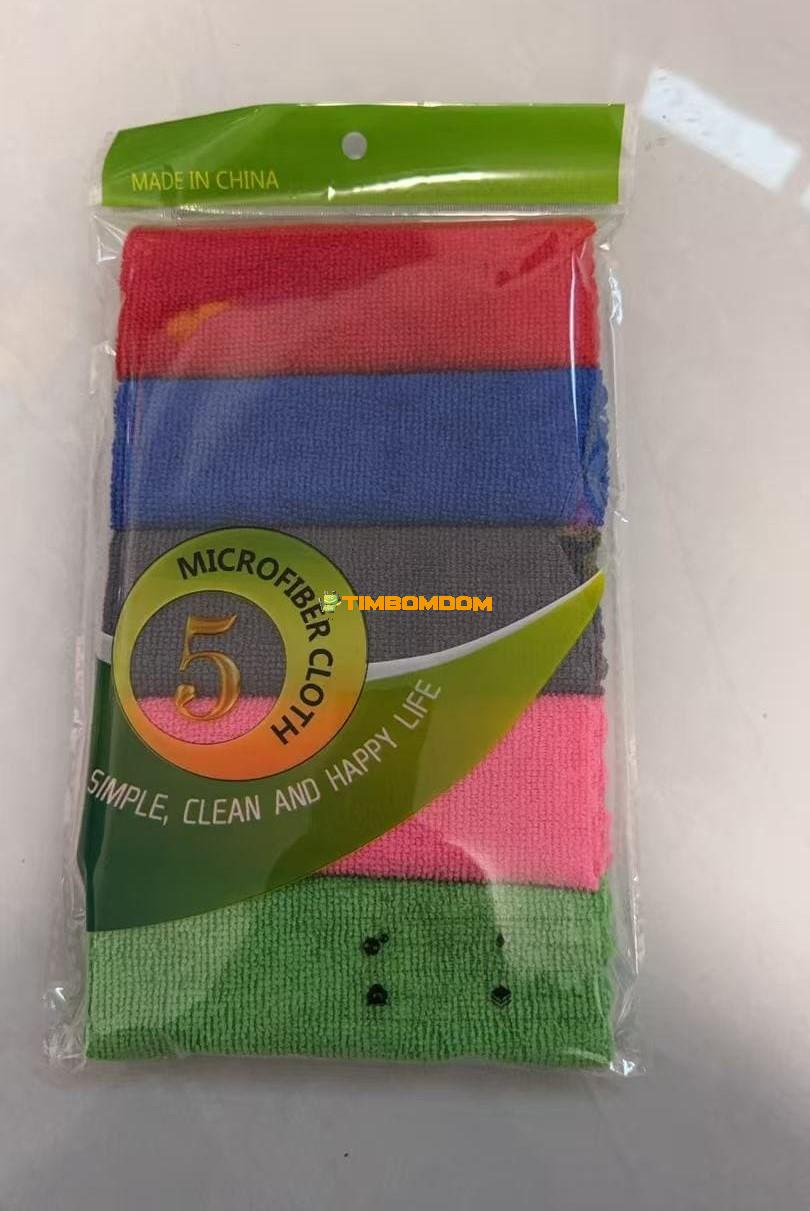 MADE IN CHINA
MICROFIBER CLOTH
TIMBOMDOM
5
SIMPLE, CLEAN AND HAPPY LIFE